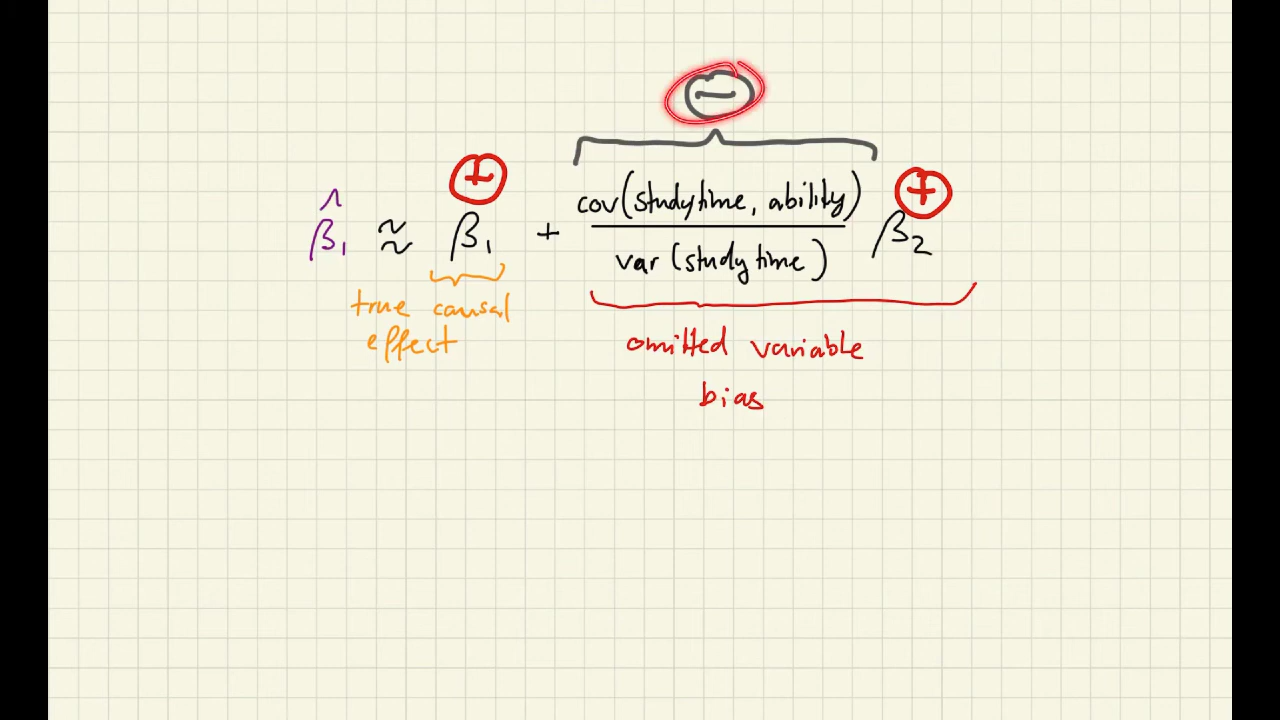 −
+ +
β̂₁ ≈ β₁ + cov(studytime, ability) / var(studytime) β₂
true causal effect
omitted variable
bias